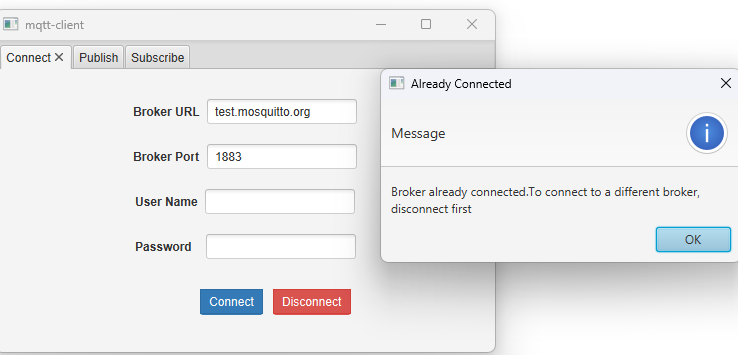 mqtt-client
Connect Publish Subscribe
Broker URL test.mosquitto.org
Broker Port 1883
User Name
Password
Connect Disconnect
Already Connected
Message
Broker already connected.To connect to a different broker,
disconnect first
OK